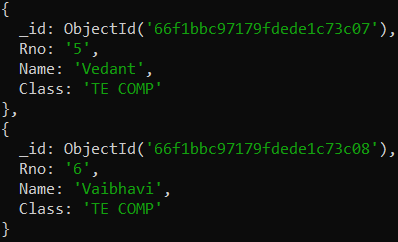 {
  _id: ObjectId('66f1bbc97179fdede1c73c07'),
  Rno: '5',
  Name: 'Vedant',
  Class: 'TE COMP'
},
{
  _id: ObjectId('66f1bbc97179fdede1c73c08'),
  Rno: '6',
  Name: 'Vaibhavi',
  Class: 'TE COMP'
}